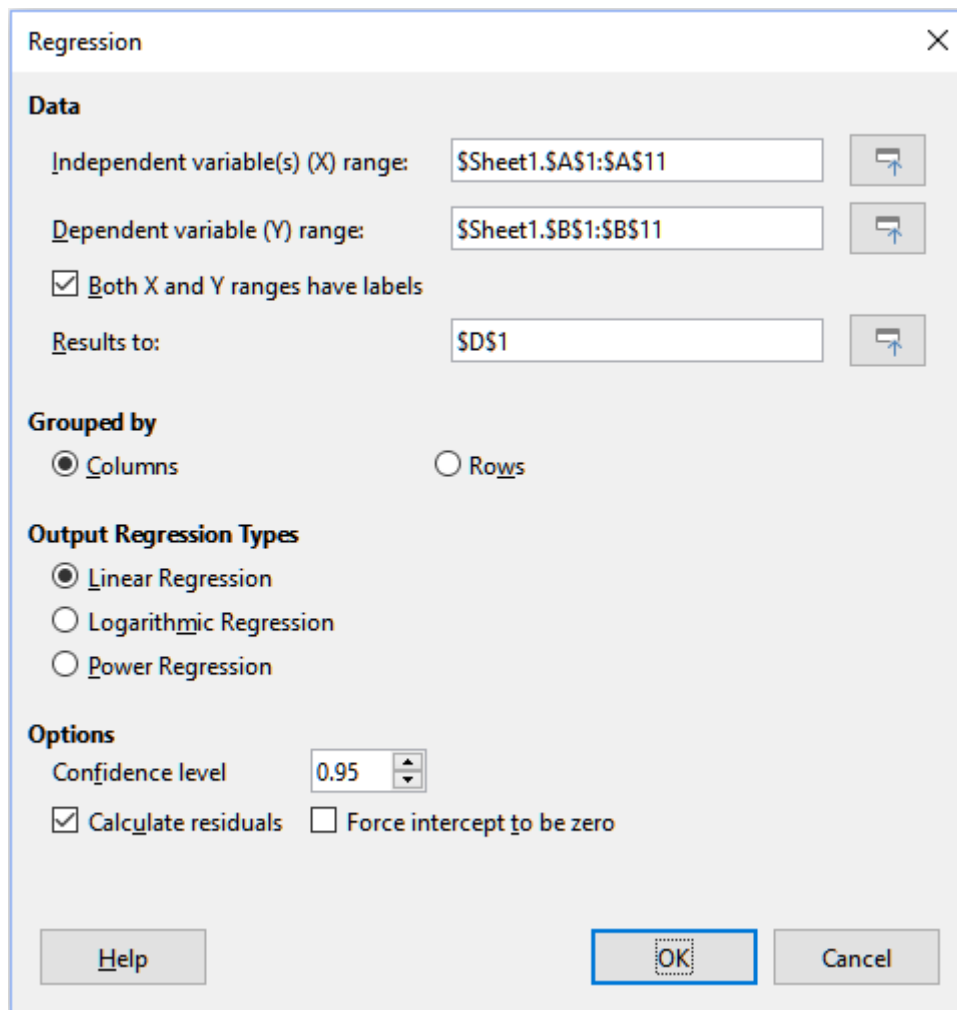 Regression
Data
Independent variable(s) (X) range: $Sheet1.$A$1:$A$11
Dependent variable (Y) range: $Sheet1.$B$1:$B$11
Both X and Y ranges have labels
Results to: $D$1
Grouped by
Columns Rows
Output Regression Types
Linear Regression
Logarithmic Regression
Power Regression
Options
Confidence level 0.95
Calculate residuals Force intercept to be zero
Help OK Cancel